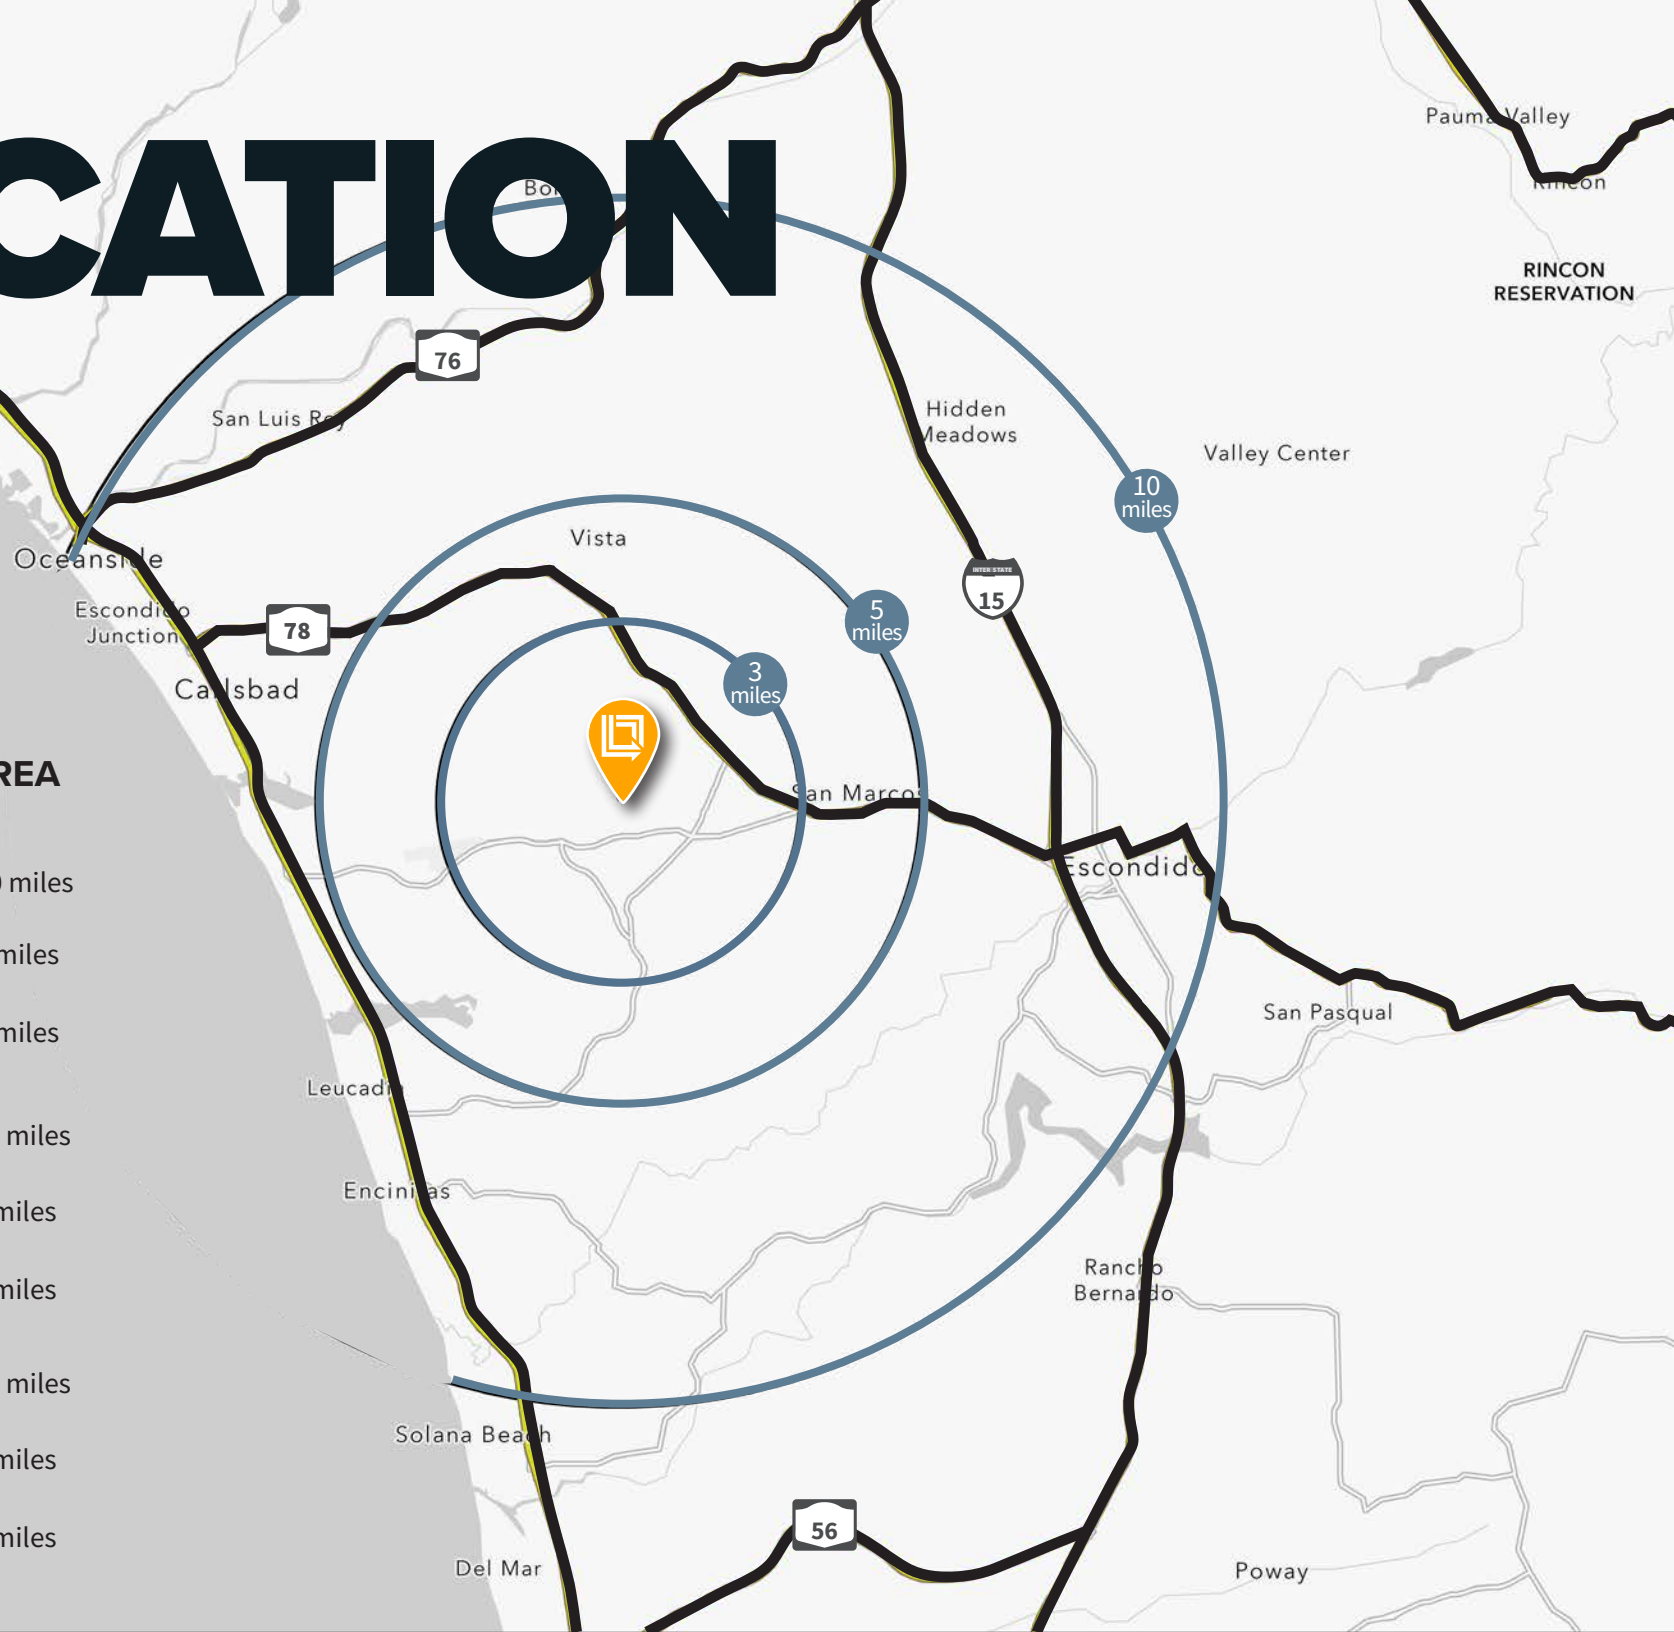 CATION
Pauma Valley
Rincon
RINCON
RESERVATION
76
San Luis Rey
Hidden
Meadows
Valley Center
10
miles
Vista
Oceanside
INTERSTATE
15
Escondido
Junction
78
5
miles
3
miles
Carlsbad
REA
San Marcos
Escondido
miles
miles
San Pasqual
miles
Leucadia
miles
Encinitas
miles
Rancho
Bernardo
miles
miles
Solana Beach
miles
56
miles
Del Mar
Poway